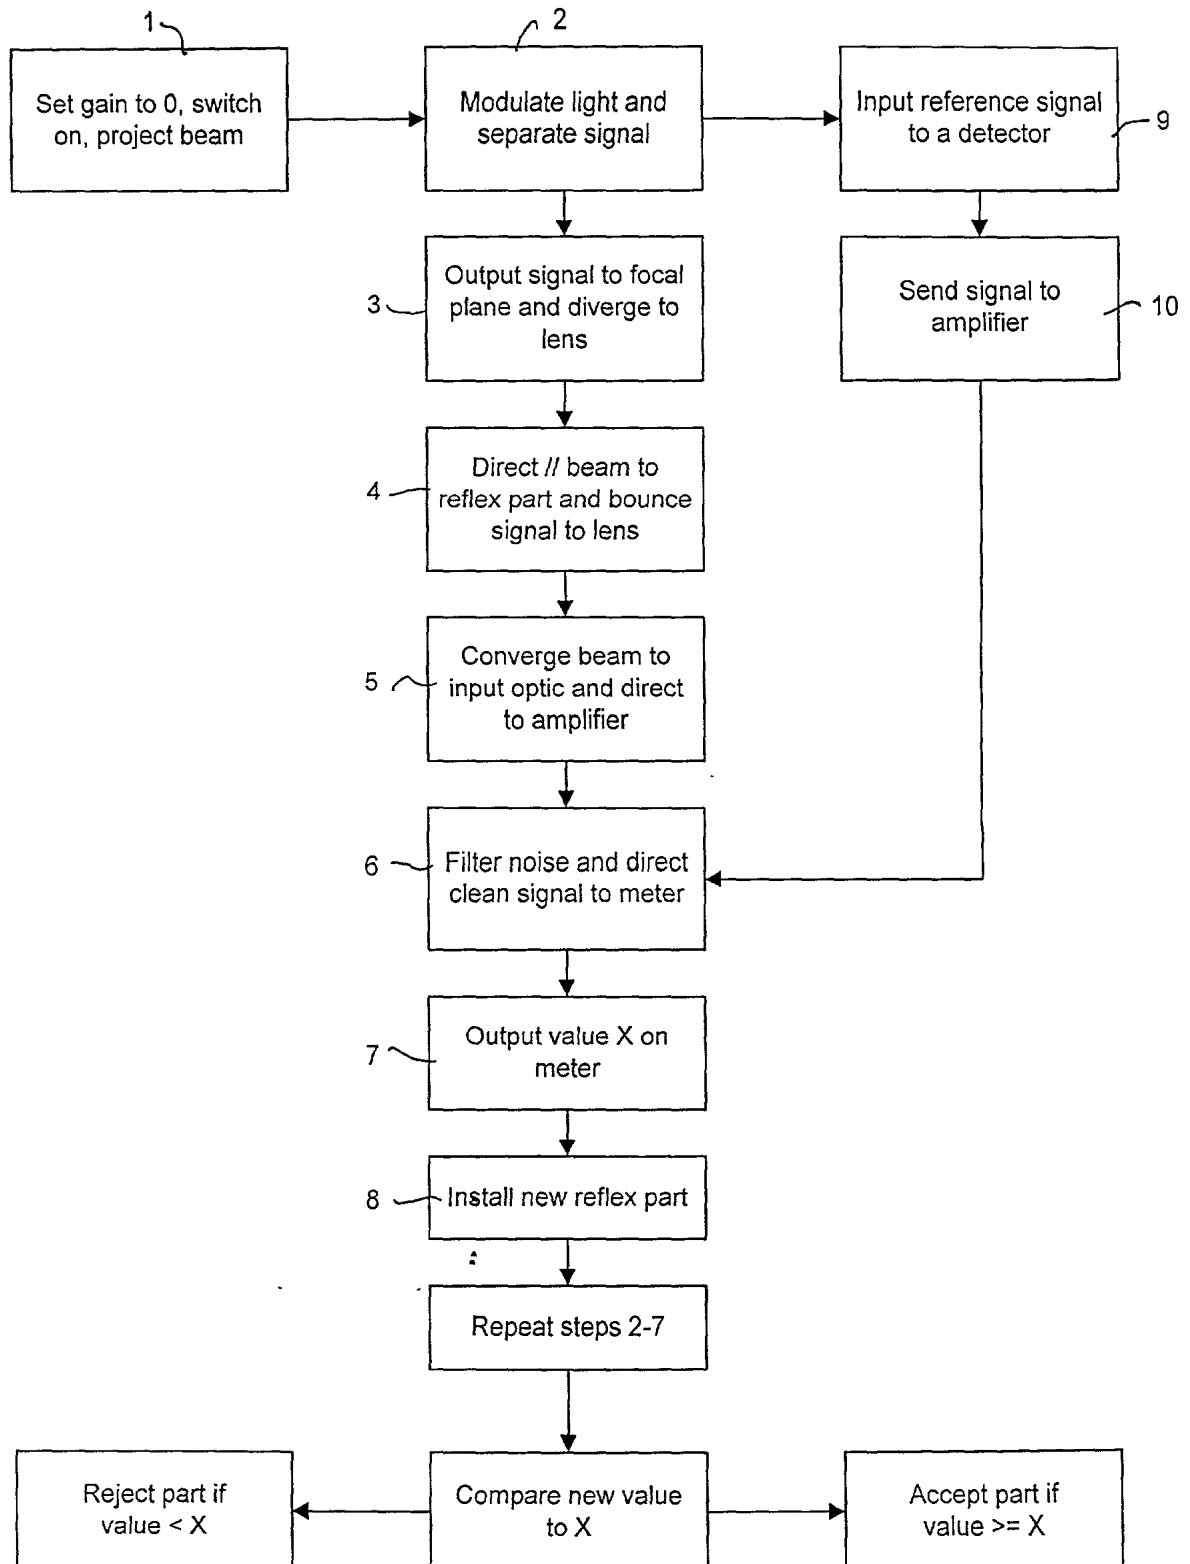 1
Set gain to 0, switch
on, project beam
2
Modulate light and
separate signal
Input reference signal
to a detector
9
3
Output signal to focal
plane and diverge to
lens
Send signal to
amplifier
10
4
Direct // beam to
reflex part and bounce
signal to lens
5
Converge beam to
input optic and direct
to amplifier
6
Filter noise and direct
clean signal to meter
7
Output value X on
meter
8
Install new reflex part
Repeat steps 2-7
Reject part if
value < X
Compare new value
to X
Accept part if
value >= X